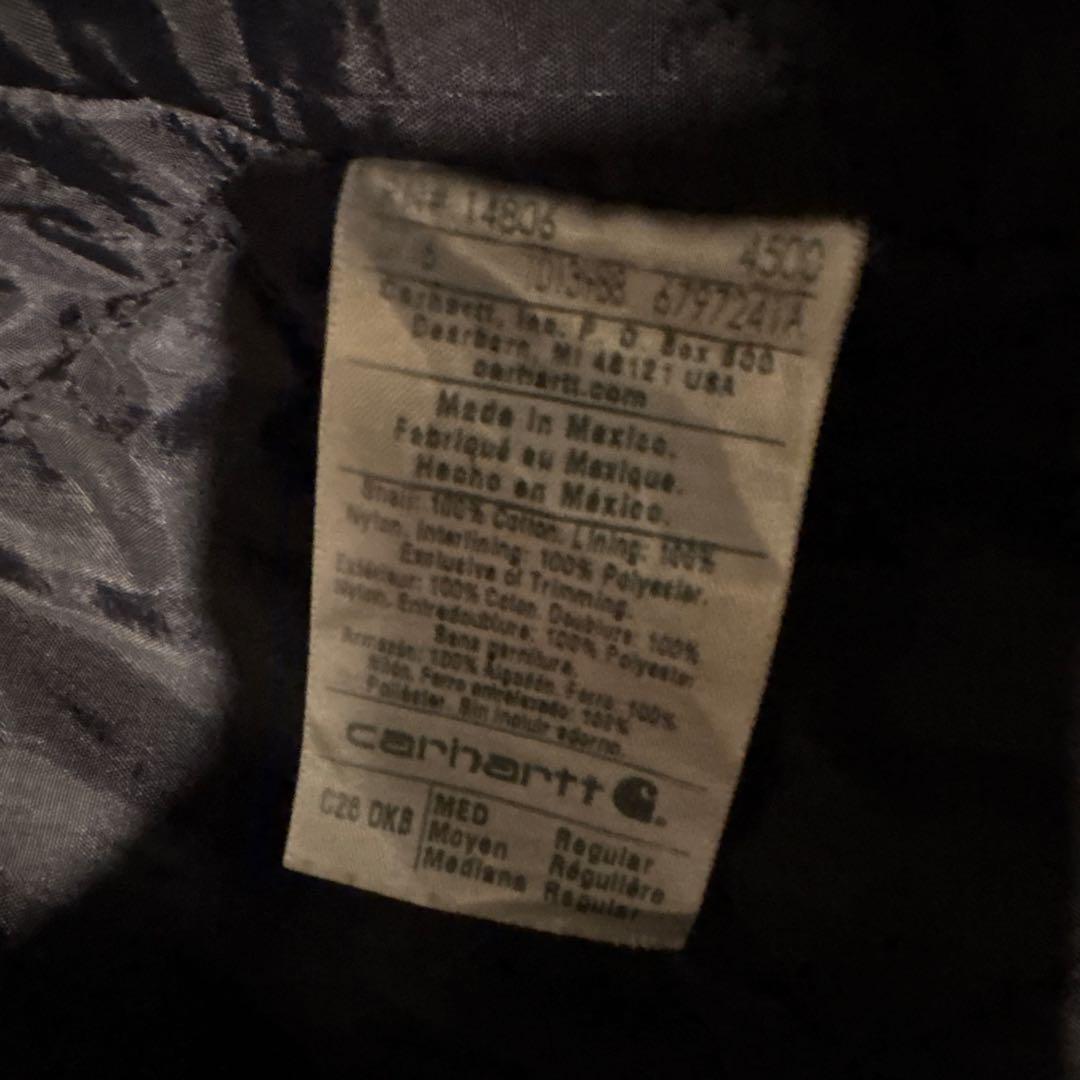 RN# 14806 4500
6797241A
Carhartt, Inc. P. O. Box 600
Dearborn, MI 48121 USA
carhartt.com
Made in Mexico.
Fabriqué au Mexique.
Hecho en México.
Shell: 100% Cotton. Lining: 100%
Nylon. Interlining: 100% Polyester.
Exclusive of Trimming.
Extérieur: 100% Coton. Doublure: 100%
Nylon. Entredoublure: 100% Polyester
Sans garniture.
Armazón: 100% Algodón. Forro: 100%
Nilón. Forro entrelazado: 100%
Poliéster. Sin incluir adorno.
carhartt
C26 DKB MED Regular
Moyen Régulière
Mediana Regular